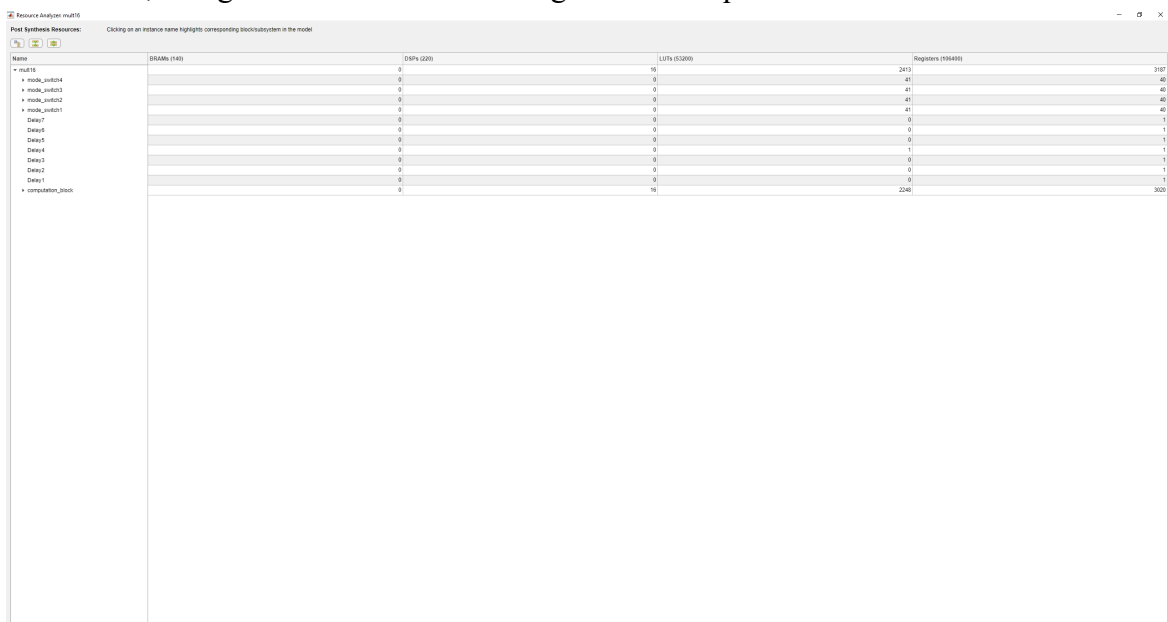 Resource Analyzer: mult16
Post Synthesis Resources: Clicking on an instance name highlights corresponding block/subsystem in the model
Name BRAMs (140) DSPs (220) LUTs (53200) Registers (106400)
mult16 0 16 2413 3187
mode_switch4 0 0 41 40
mode_switch3 0 0 41 40
mode_switch2 0 0 41 40
mode_switch1 0 0 41 40
Delay7 0 0 0 1
Delay6 0 0 0 1
Delay5 0 0 0 1
Delay4 0 0 1 1
Delay3 0 0 0 1
Delay2 0 0 0 1
Delay1 0 0 0 1
computation_block 0 16 2248 3020